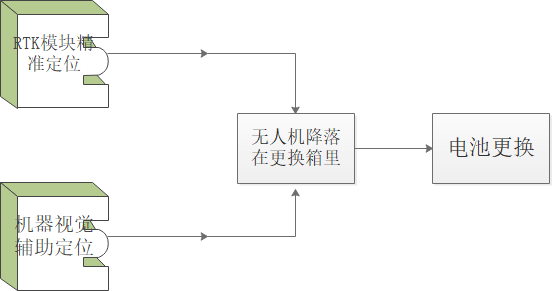 RTK模块精
准定位
无人机降落
在更换箱里
电池更换
机器视觉
辅助定位